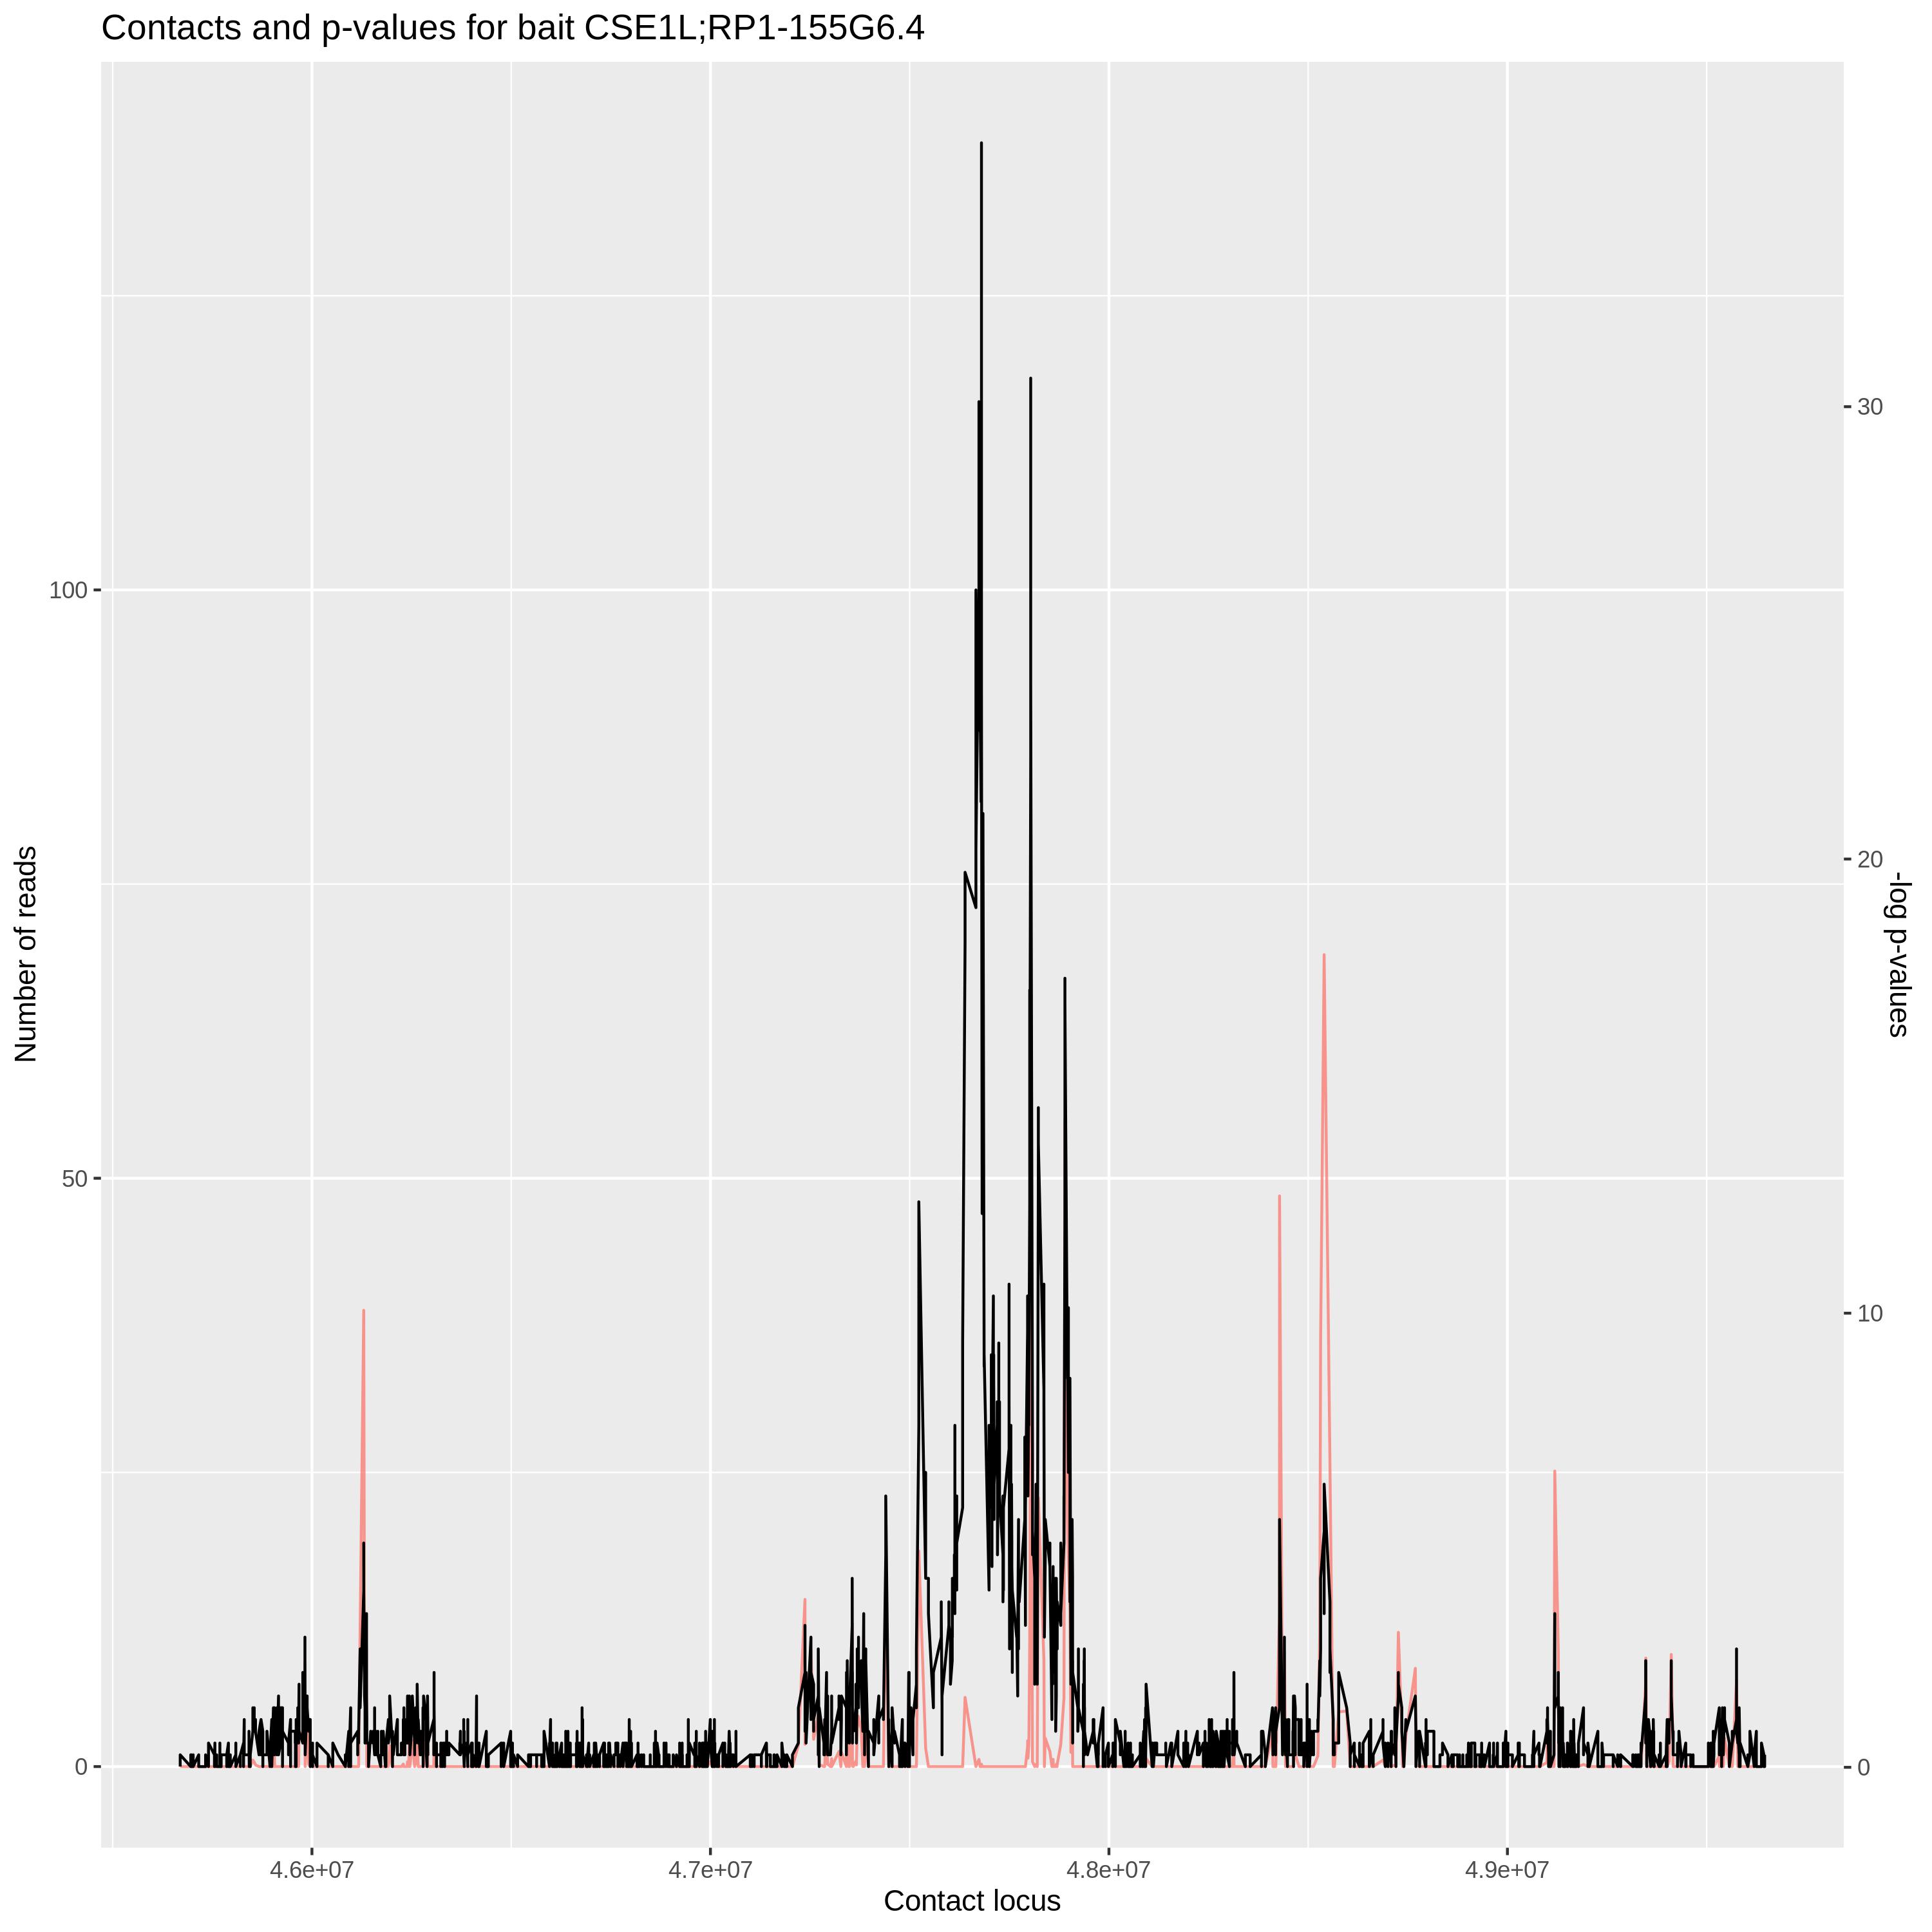 Contacts and p-values for bait CSE1L;RP1-155G6.4
Number of reads
100
50
0
30
20
10
0
-log p-values
4.6e+07 4.7e+07 4.8e+07 4.9e+07
Contact locus